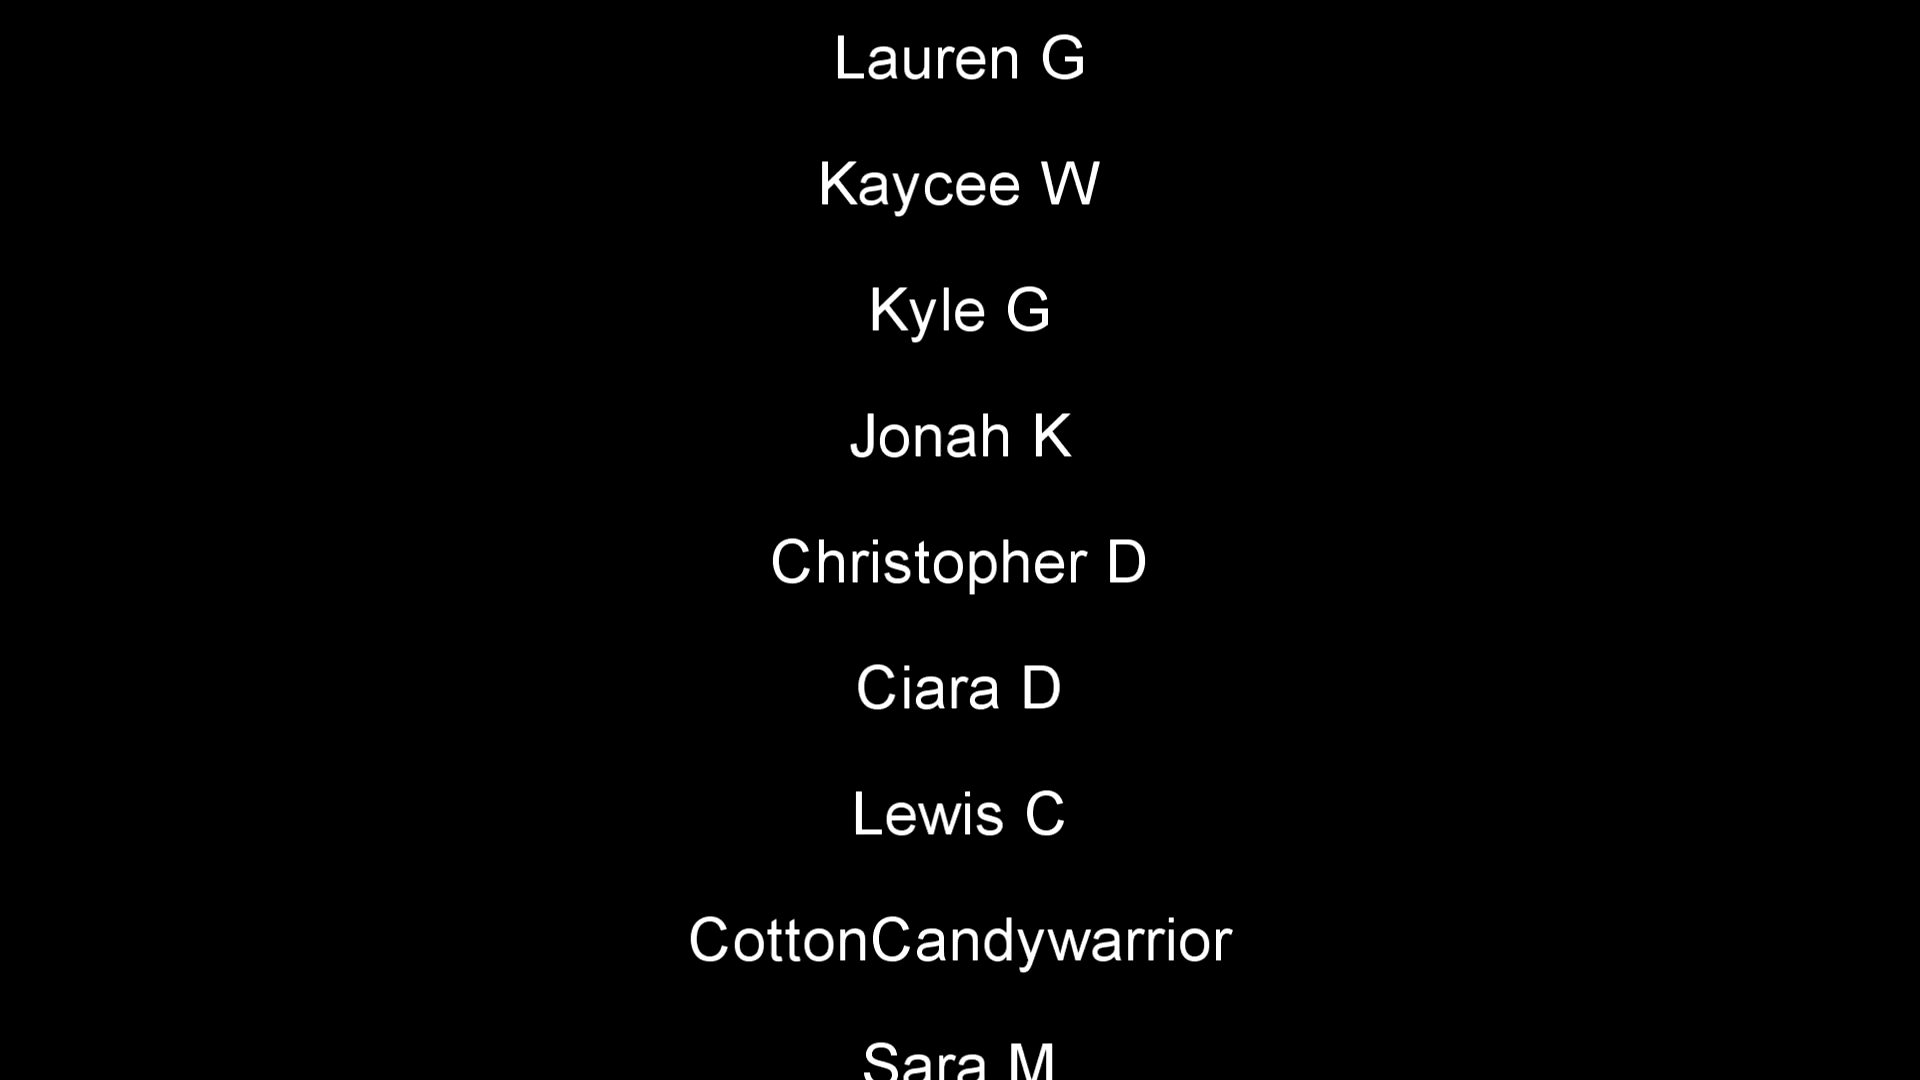 Lauren G
Kaycee W
Kyle G
Jonah K
Christopher D
Ciara D
Lewis C
CottonCandywarrior
Sara M